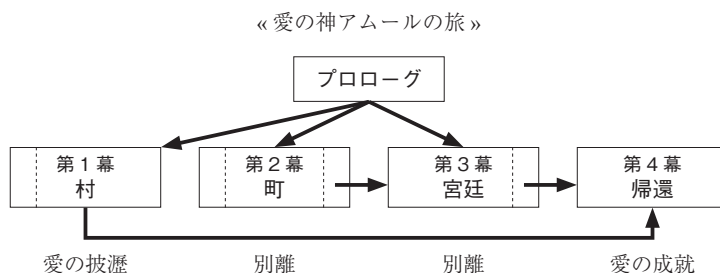 «愛の神アムールの旅»
プロローグ
第1幕
村
第2幕
町
第3幕
宮廷
第4幕
帰還
愛の披瀝
別離
別離
愛の成就